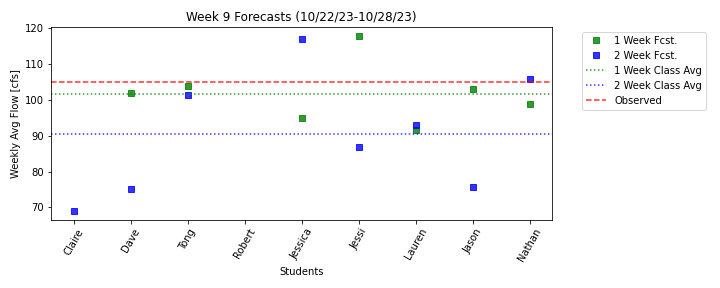 Week 9 Forecasts (10/22/23-10/28/23)
Weekly Avg Flow [cfs]
120
110
100
90
80
70
Claire
Dave
Tong
Robert
Jessica
Jessi
Lauren
Jason
Nathan
Students
1 Week Fcst.
2 Week Fcst.
1 Week Class Avg
2 Week Class Avg
Observed